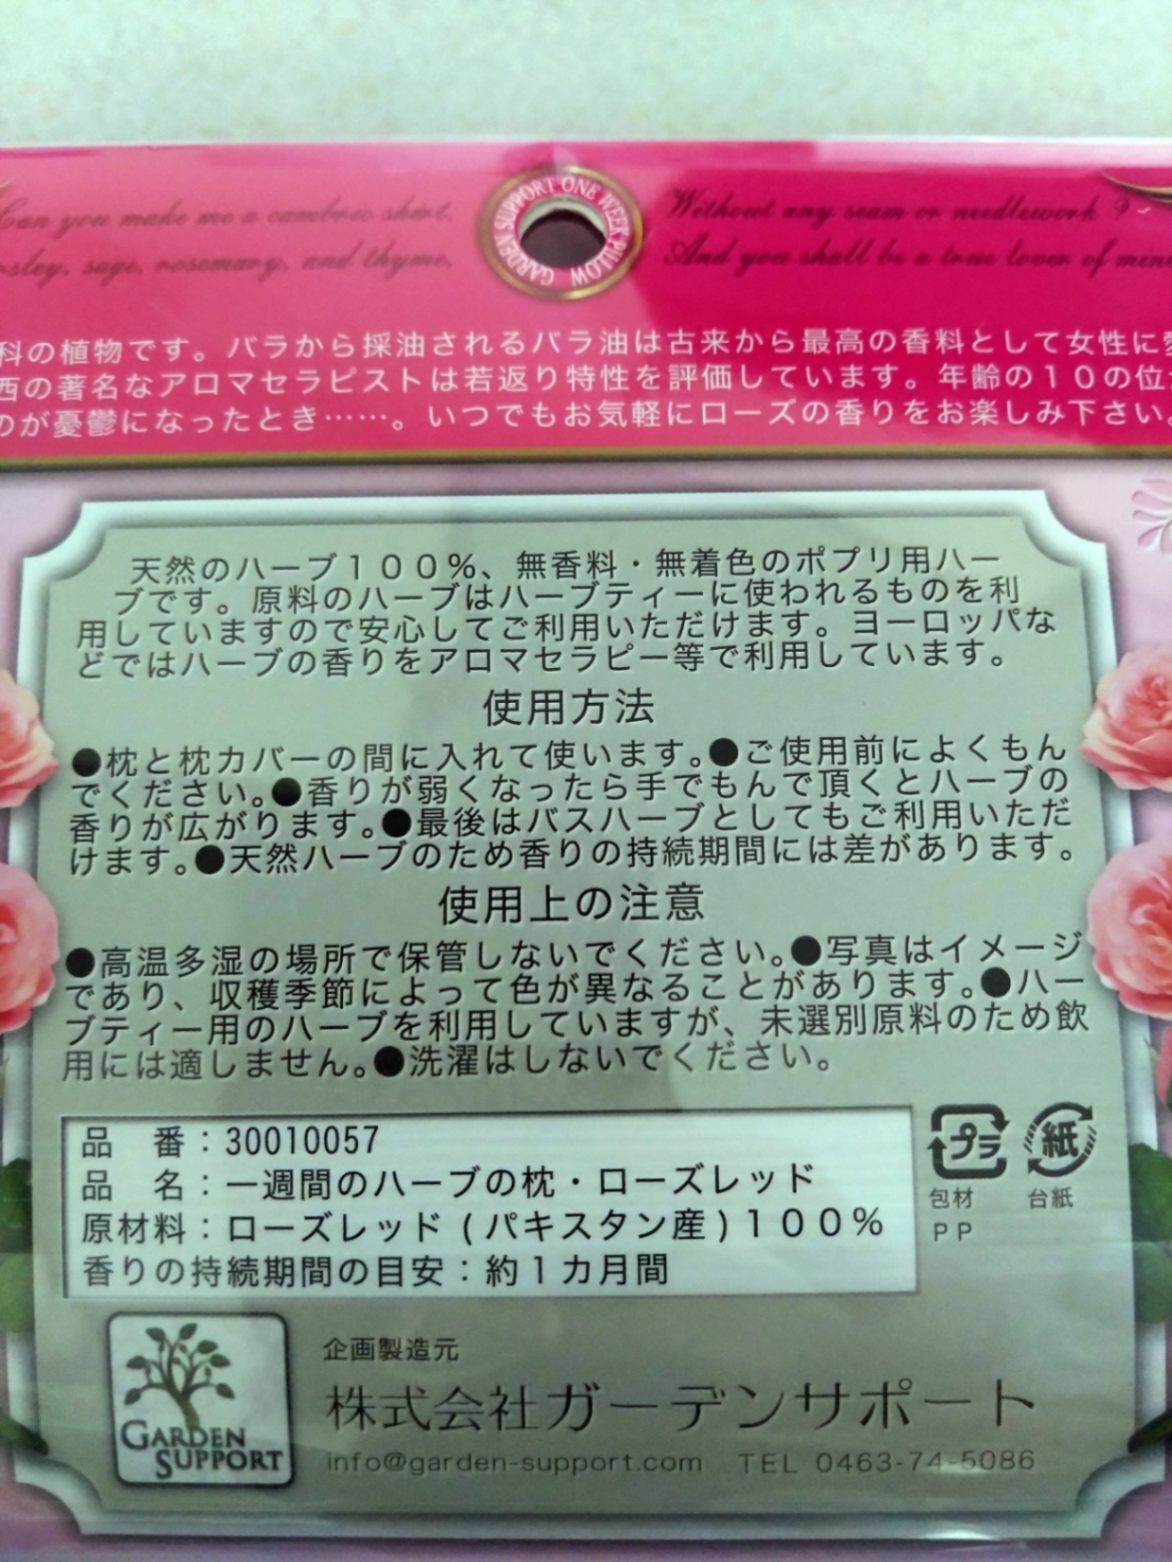 Can you make me a cambric shirt,
rsley, sage, rosemary, and thyme,
GARDEN SUPPORT ONE WEEK PILLOW
Without any seam or needlework ?
And you shall be a true lover of mine
科の植物です。バラから採油されるバラ油は古来から最高の香料として女性に
西の著名なアロマセラピストは若返り特性を評価しています。年齢の10の位
のが憂鬱になったとき……。いつでもお気軽にローズの香りをお楽しみ下さい。
天然のハーブ100%、無香料・無着色のポプリ用ハー
ブです。原料のハーブはハーブティーに使われるものを利
用していますので安心してご利用いただけます。ヨーロッパな
どではハーブの香りをアロマセラピー等で利用しています。
使用方法
●枕と枕カバーの間に入れて使います。●ご使用前によくもん
でください。●香りが弱くなったら手でもんで頂くとハーブの
香りが広がります。●最後はバスハーブとしてもご利用いただ
けます。●天然ハーブのため香りの持続期間には差があります。
使用上の注意
●高温多湿の場所で保管しないでください。●写真はイメージ
であり、収穫季節によって色が異なることがあります。●ハー
ブティー用のハーブを利用していますが、未選別原料のため飲
用には適しません。●洗濯はしないでください。
品　番：30010057
品　名：一週間のハーブの枕・ローズレッド
原材料：ローズレッド(パキスタン産)100%
香りの持続期間の目安：約1カ月間
プラ
包材
PP
紙
台紙
GARDEN
SUPPORT
企画製造元
株式会社ガーデンサポート
info@garden-support.com TEL 0463-74-5086